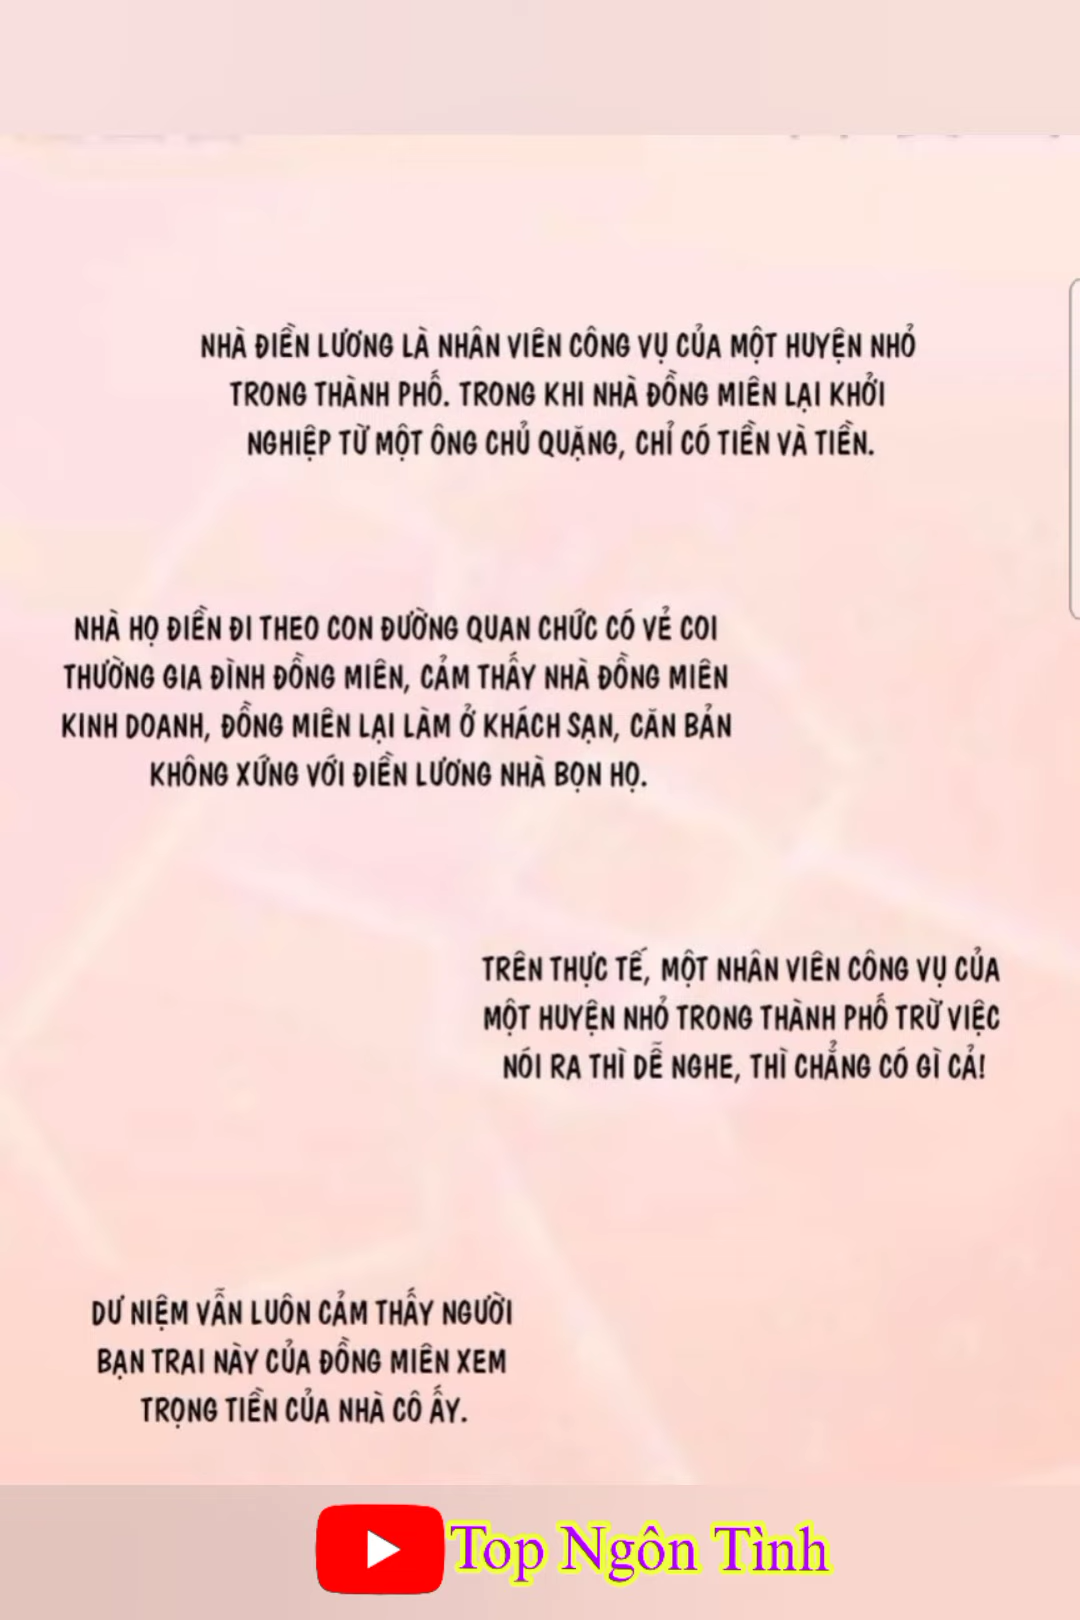 NHÀ ĐIỀN LƯƠNG LÀ NHÂN VIÊN CÔNG VỤ CỦA MỘT HUYỆN NHỎ
TRONG THÀNH PHỐ. TRONG KHI NHÀ ĐỒNG MIÊN LẠI KHỞI
NGHIỆP TỪ MỘT ÔNG CHỦ QUẶNG, CHỈ CÓ TIỀN VÀ TIỀN.
NHÀ HỌ ĐIỀN ĐI THEO CON ĐƯỜNG QUAN CHỨC CÓ VẺ COI
THƯỜNG GIA ĐÌNH ĐỒNG MIÊN, CẢM THẤY NHÀ ĐỒNG MIÊN
KINH DOANH, ĐỒNG MIÊN LẠI LÀM Ở KHÁCH SẠN, CĂN BẢN
KHÔNG XỨNG VỚI ĐIỀN LƯƠNG NHÀ BỌN HỌ.
TRÊN THỰC TẾ, MỘT NHÂN VIÊN CÔNG VỤ CỦA
MỘT HUYỆN NHỎ TRONG THÀNH PHỐ TRỪ VIỆC
NÓI RA THÌ DỄ NGHE, THÌ CHẲNG CÓ GÌ CẢ!
DƯ NIỆM VẪN LUÔN CẢM THẤY NGƯỜI
BẠN TRAI NÀY CỦA ĐỒNG MIÊN XEM
TRỌNG TIỀN CỦA NHÀ CÔ ẤY.
Top Ngôn Tình